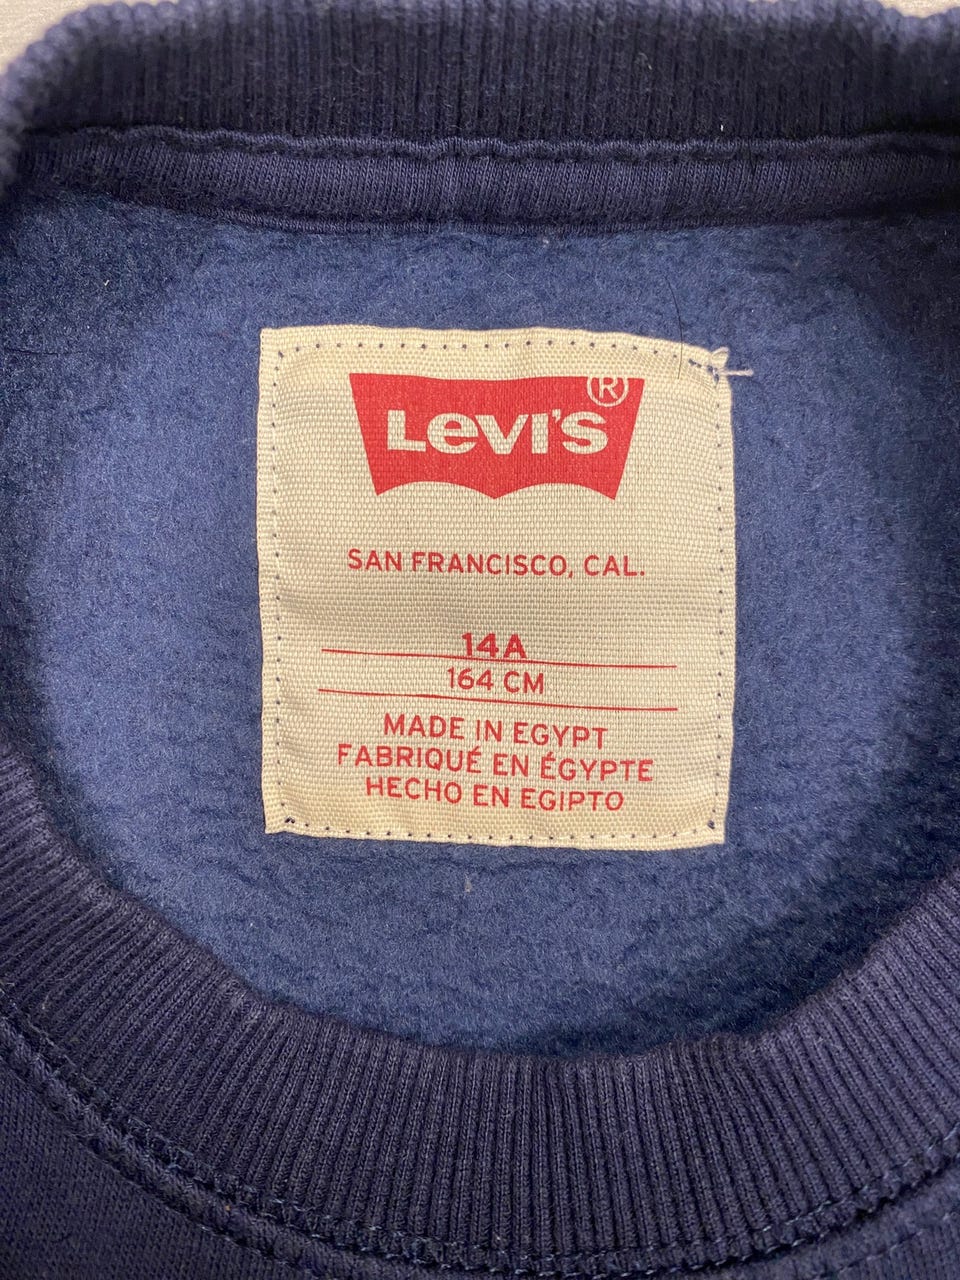 Levi's®
SAN FRANCISCO, CAL.
14A
164 CM
MADE IN EGYPT
FABRIQUÉ EN ÉGYPTE
HECHO EN EGIPTO